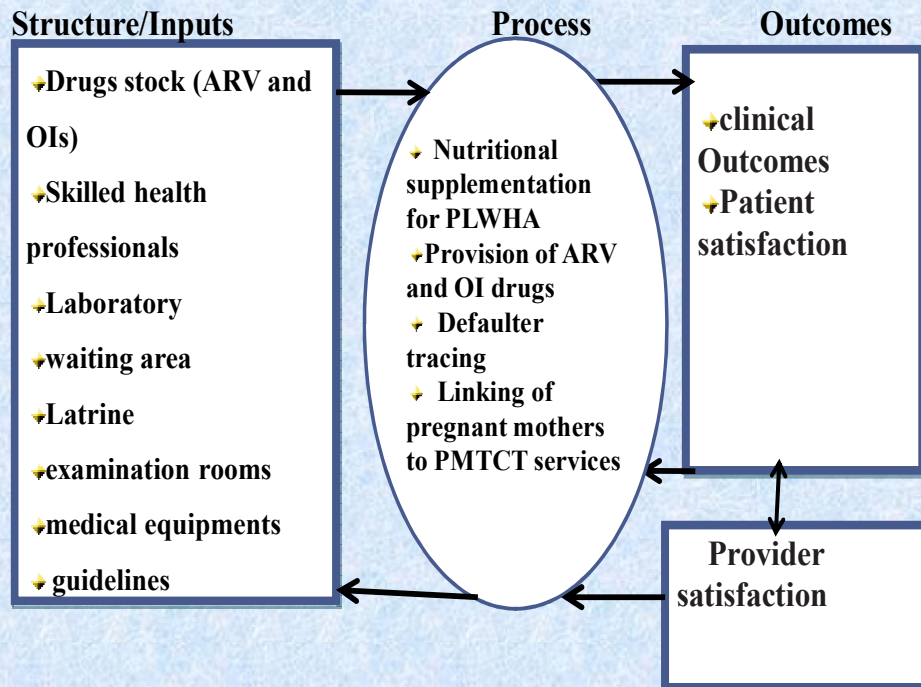 Structure/Inputs
Drugs stock (ARV and
OIs)
Skilled health
professionals
Laboratory
waiting area
Latrine
examination rooms
medical equipments
guidelines
Process
Nutritional
supplementation
for PLWHA
Provision of ARV
and OI drugs
Defaulter
tracing
Linking of
pregnant mothers
to PMTCT services
Outcomes
clinical
Outcomes
Patient
satisfaction
Provider
satisfaction